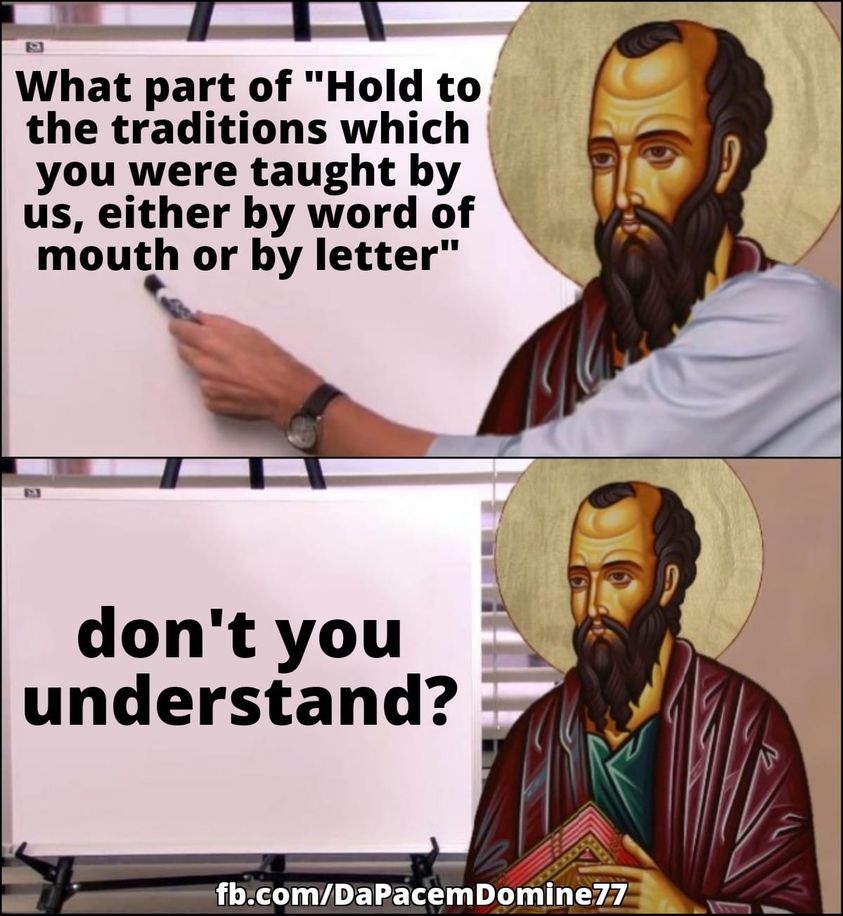 What part of "Hold to
the traditions which
you were taught by
us, either by word of
mouth or by letter"
don't you
understand?
fb.com/DaPacemDomine77